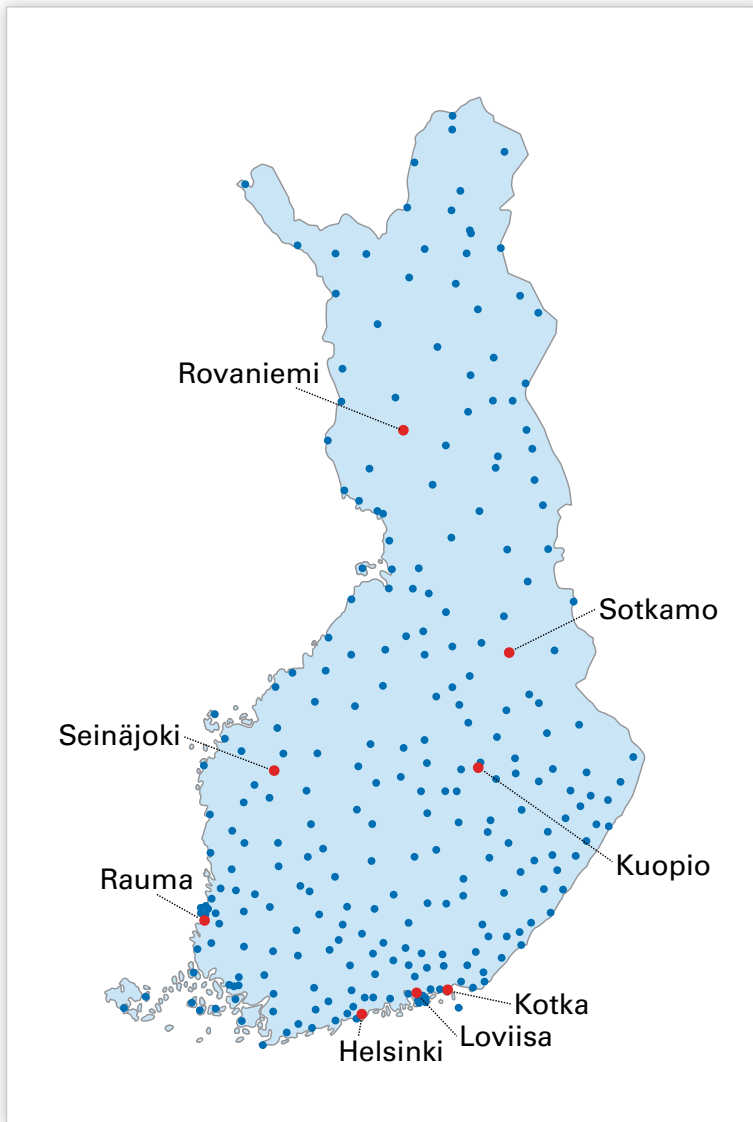 Rovaniemi
Sotkamo
Seinäjoki
Kuopio
Rauma
Kotka
Loviisa
Helsinki